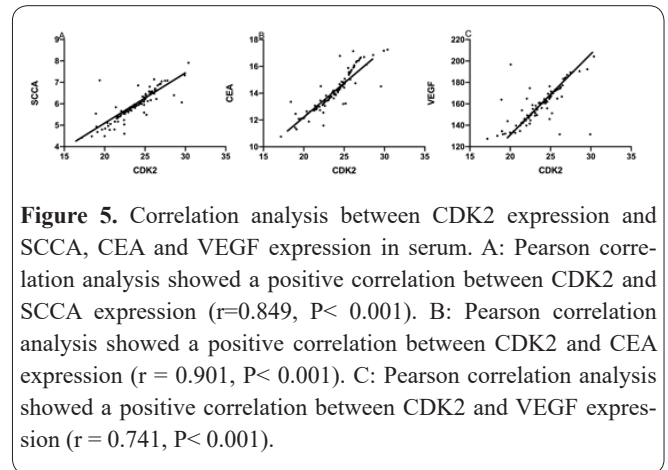 A
9
8
7
6
5
4
SCCA
15 20 25 30 35
CDK2
B
18
16
14
12
10
CEA
15 20 25 30 35
CDK2
C
220
200
180
160
140
120
VEGF
15 20 25 30 35
CDK2
Figure 5. Correlation analysis between CDK2 expression and
SCCA, CEA and VEGF expression in serum. A: Pearson corre-
lation analysis showed a positive correlation between CDK2 and
SCCA expression (r=0.849, P< 0.001). B: Pearson correlation
analysis showed a positive correlation between CDK2 and CEA
expression (r = 0.901, P< 0.001). C: Pearson correlation analysis
showed a positive correlation between CDK2 and VEGF expres-
sion (r = 0.741, P< 0.001).